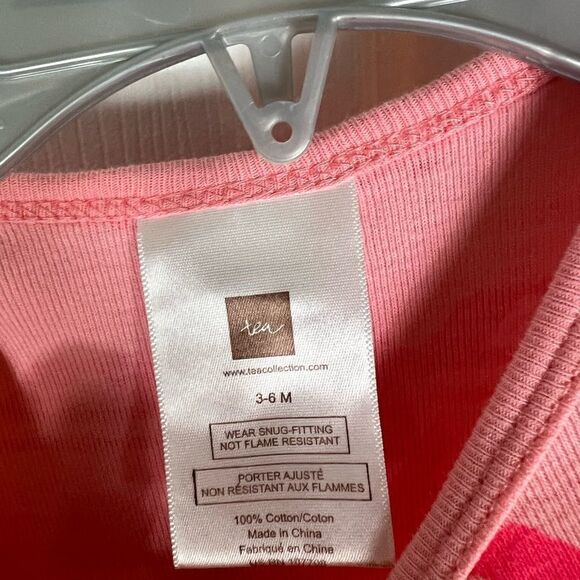 tea
www.teacollection.com
3-6 M
WEAR SNUG-FITTING
NOT FLAME RESISTANT
PORTER AJUSTÉ
NON RÉSISTANT AUX FLAMMES
100% Cotton/Coton
Made in China
Fabriqué en Chine